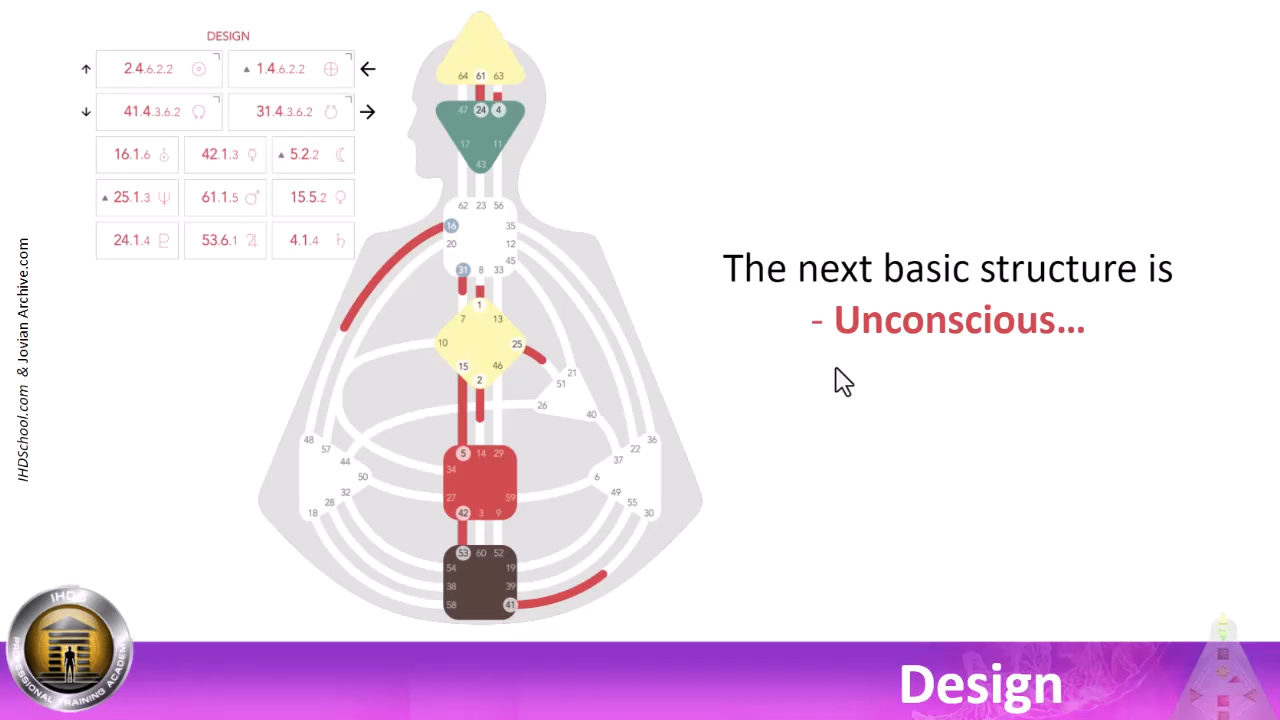 DESIGN
2.4.6.2.2
1.4.6.2.2
41.4.3.6.2
31.4.3.6.2
16.1.6
42.1.3
5.2.2
25.1.3
61.1.5
15.5.2
24.1.4
53.6.1
4.1.4
64 61 63
47 24 4
17 11
43
62 23 56
16 35
20 12
45
31 8 33
1
7 13
10 25
15 46
2
21
51
26
40
48 36
57 22
44 37
50 6
32 49
28 55
18 30
5 14 29
34
27 59
42 3 9
53 60 52
54 19
38 39
58 41
The next basic structure is
- Unconscious...
IHDSchool.com & Jovian Archive.com
IHDS
PROFESSIONAL TRAINING ACADEMY
Design